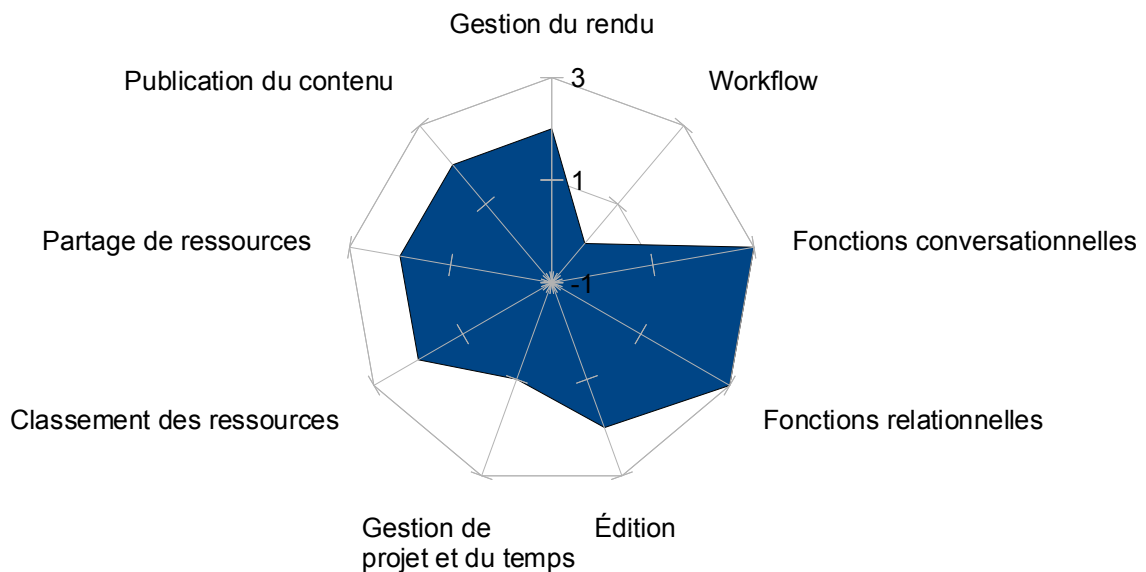 Gestion du rendu
Publication du contenu
3
Workflow
1
Partage de ressources
Fonctions conversationnelles
-1
Classement des ressources
Fonctions relationnelles
Gestion de
projet et du temps
Édition